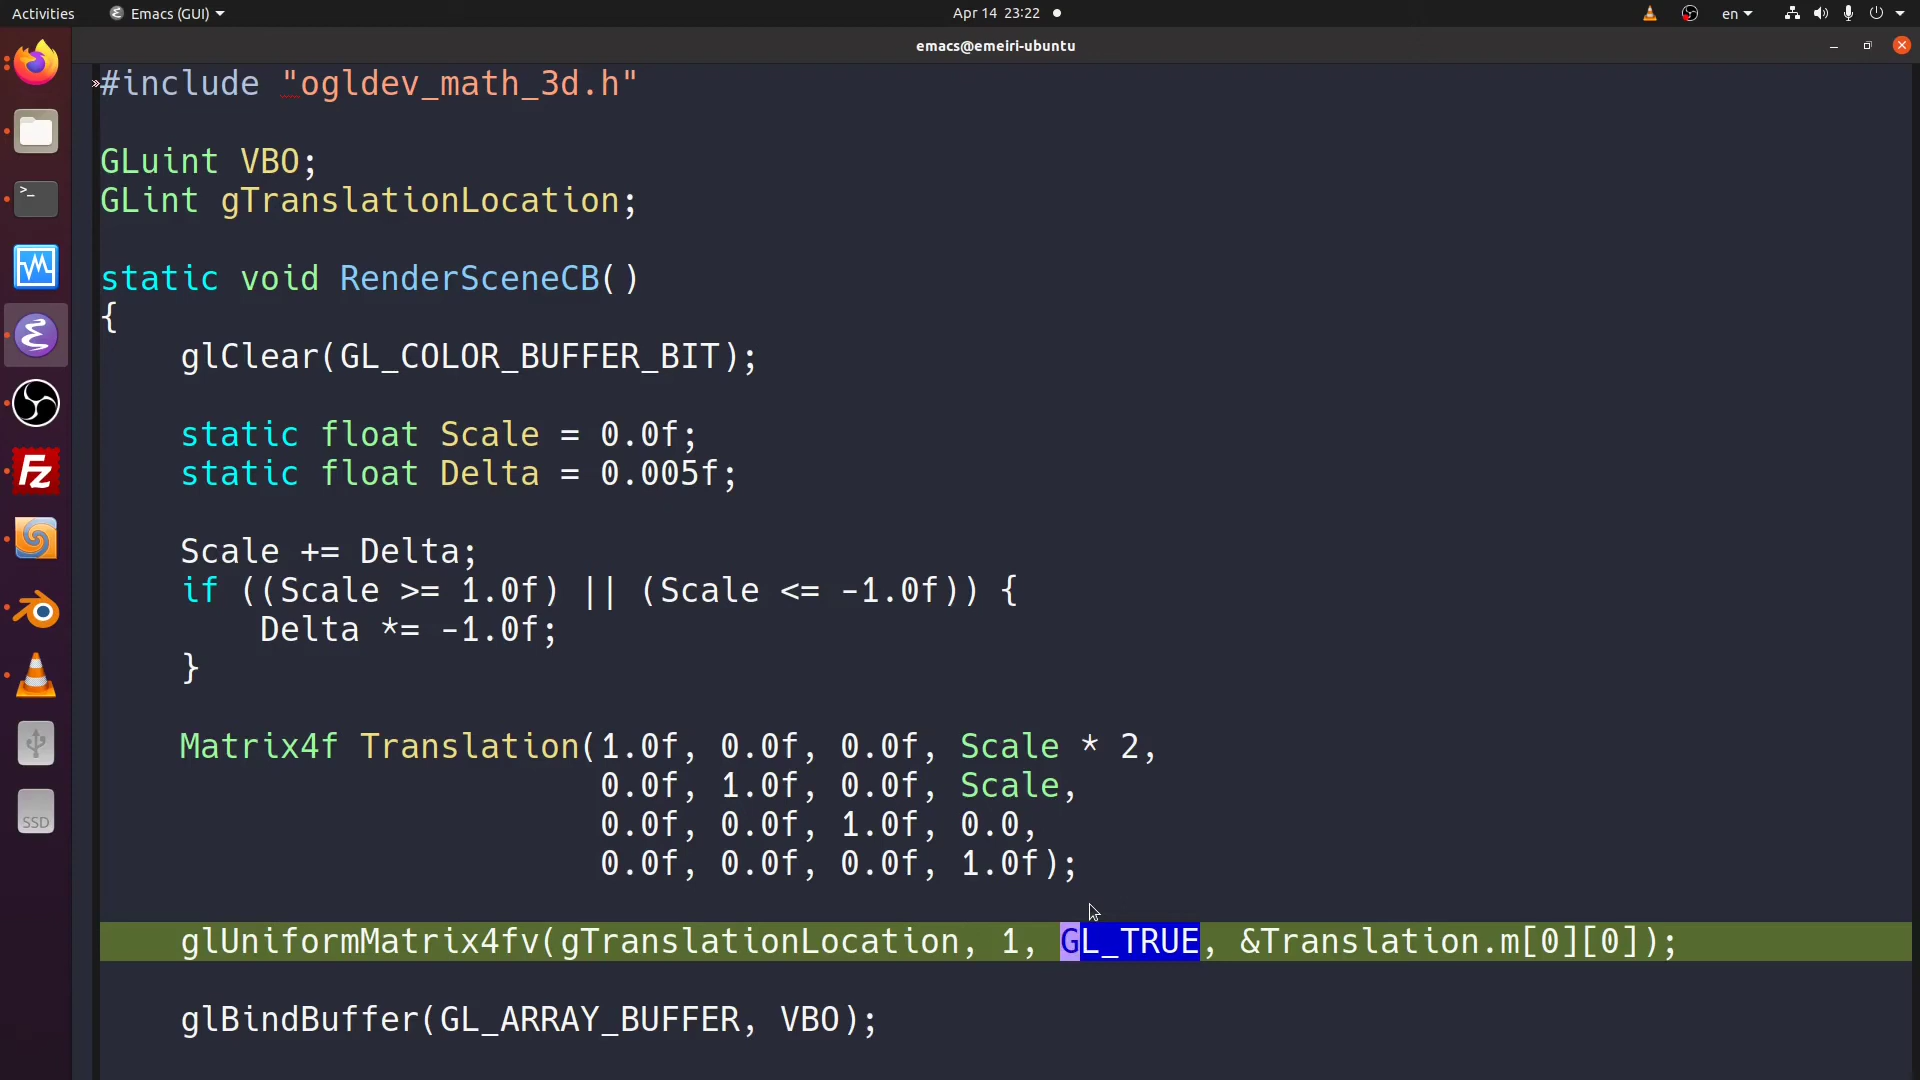 Activities
Emacs (GUI)
Apr 14 23:22
en
emacs@emeiri-ubuntu
#include "ogldev_math_3d.h"
GLuint VBO;
GLint gTranslationLocation;
static void RenderSceneCB()
{
glClear(GL_COLOR_BUFFER_BIT);
static float Scale = 0.0f;
static float Delta = 0.005f;
Scale += Delta;
if ((Scale >= 1.0f) || (Scale <= -1.0f)) {
Delta *= -1.0f;
}
Matrix4f Translation(1.0f, 0.0f, 0.0f, Scale * 2,
0.0f, 1.0f, 0.0f, Scale,
0.0f, 0.0f, 1.0f, 0.0,
0.0f, 0.0f, 0.0f, 1.0f);
glUniformMatrix4fv(gTranslationLocation, 1, GL_TRUE, &Translation.m[0][0]);
glBindBuffer(GL_ARRAY_BUFFER, VBO);
>_
Fz
SSD